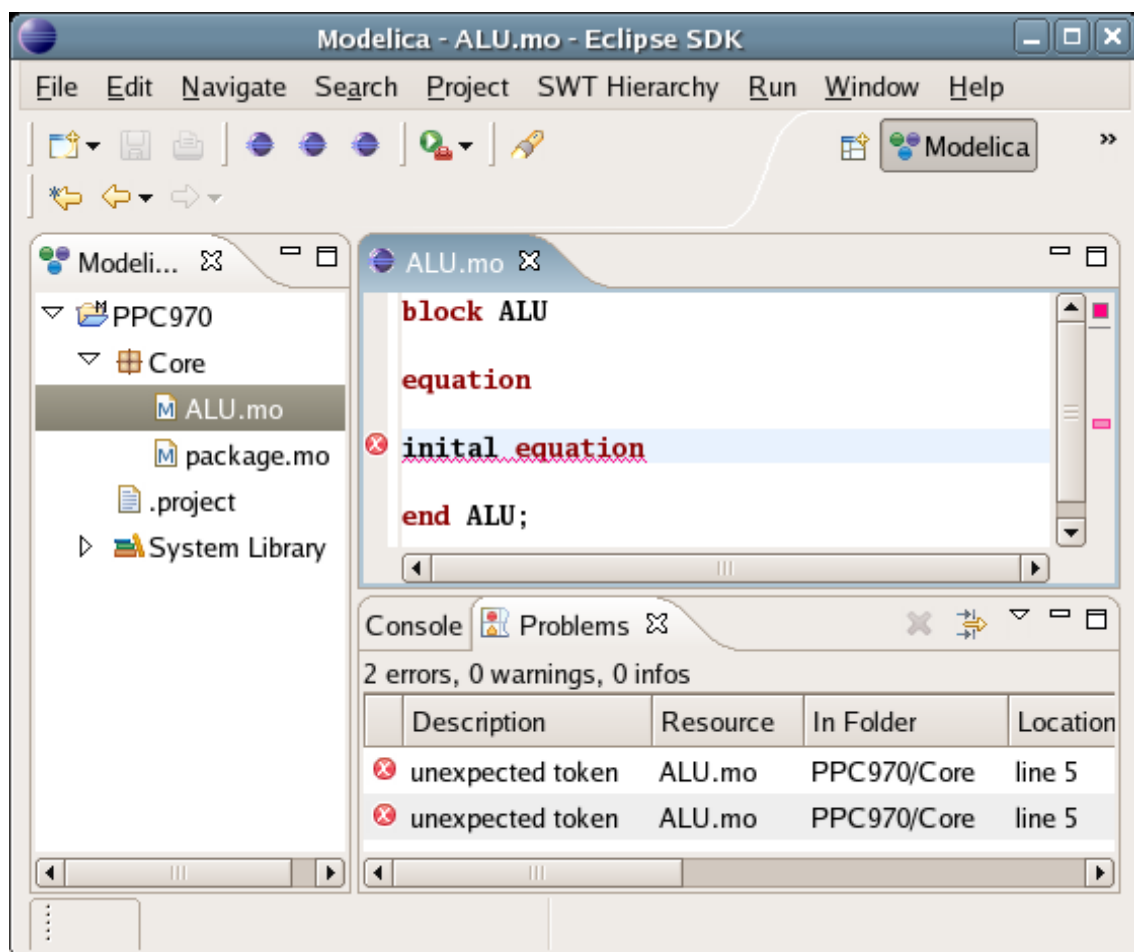 Modelica - ALU.mo - Eclipse SDK
File Edit Navigate Search Project SWT Hierarchy Run Window Help
Modelica »
Modeli...
PPC970
Core
ALU.mo
package.mo
.project
System Library
ALU.mo
block ALU
equation
inital equation
end ALU;
Console Problems
2 errors, 0 warnings, 0 infos
Description Resource In Folder Location
unexpected token ALU.mo PPC970/Core line 5
unexpected token ALU.mo PPC970/Core line 5